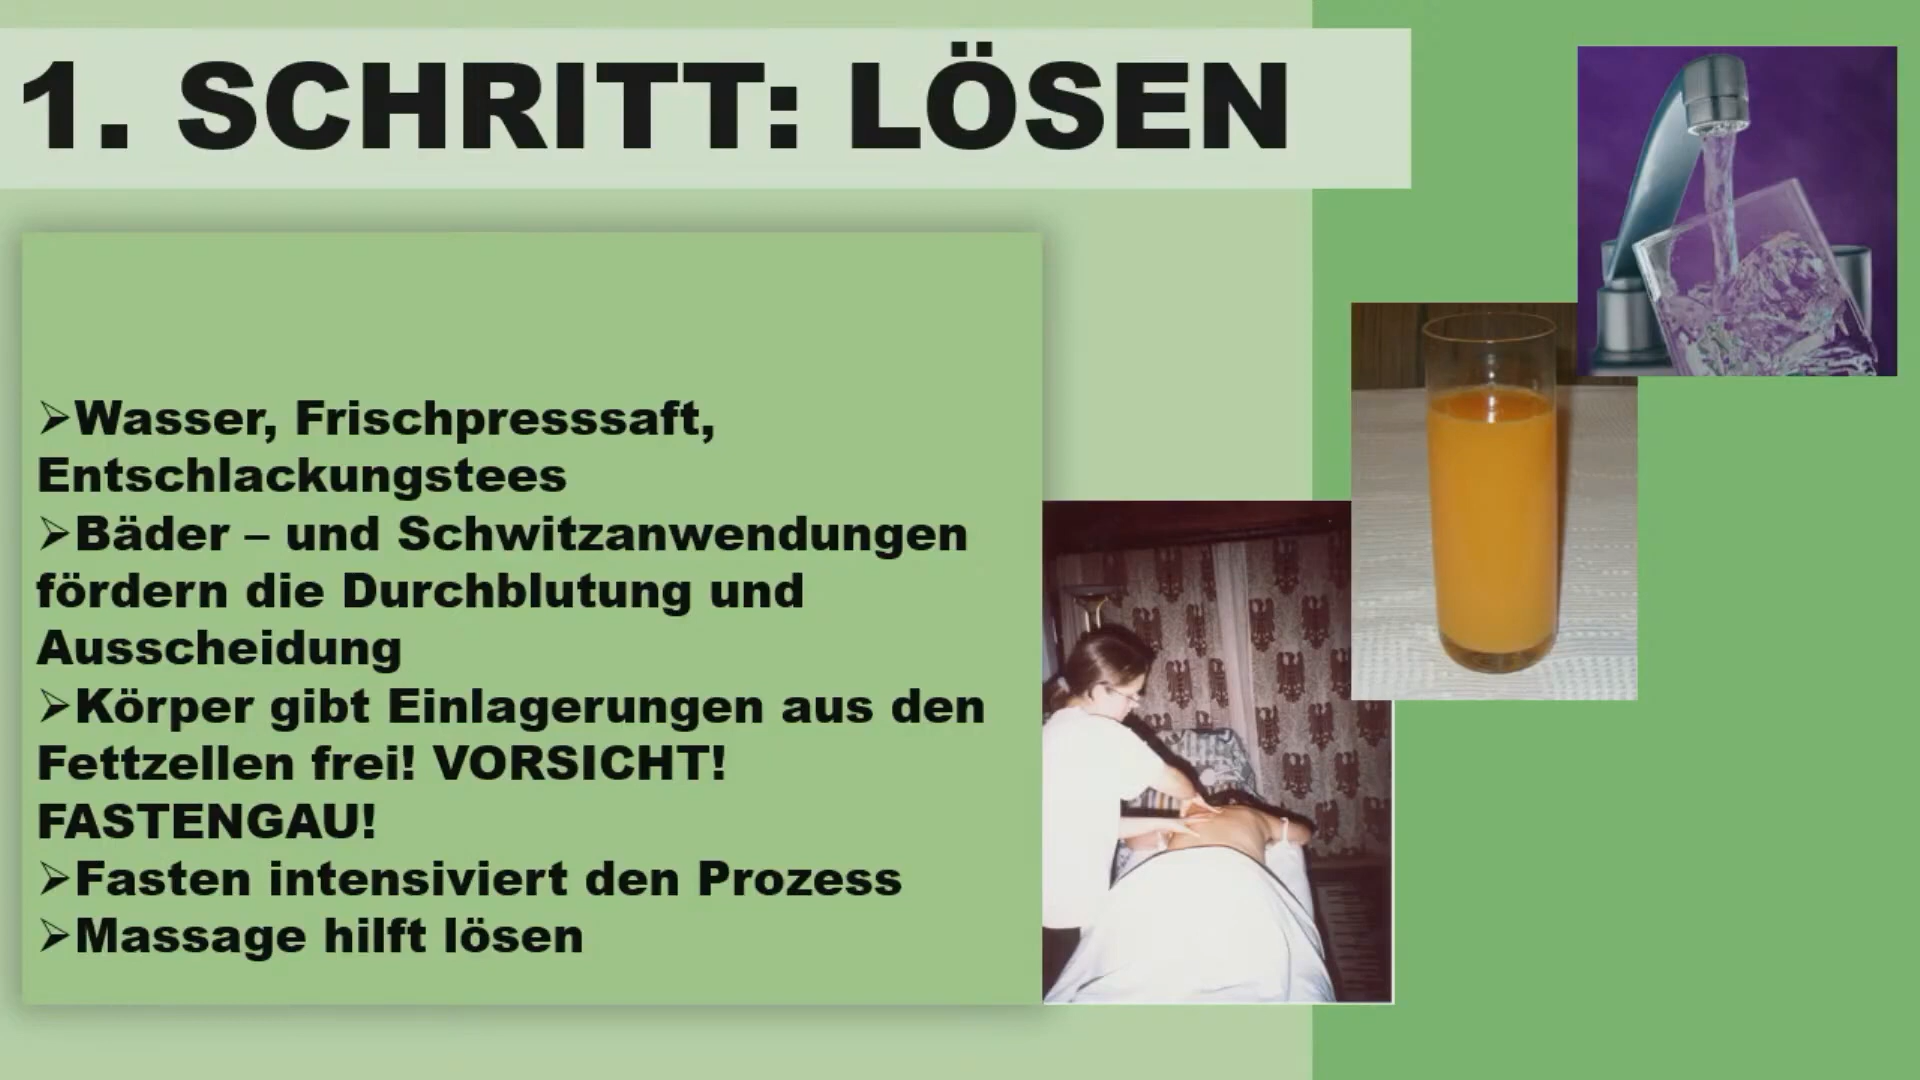 1. SCHRITT: LÖSEN
➢Wasser, Frischpresssaft,
Entschlackungstees
➢Bäder – und Schwitzanwendungen
fördern die Durchblutung und
Ausscheidung
➢Körper gibt Einlagerungen aus den
Fettzellen frei! VORSICHT!
FASTENGAU!
➢Fasten intensiviert den Prozess
➢Massage hilft lösen